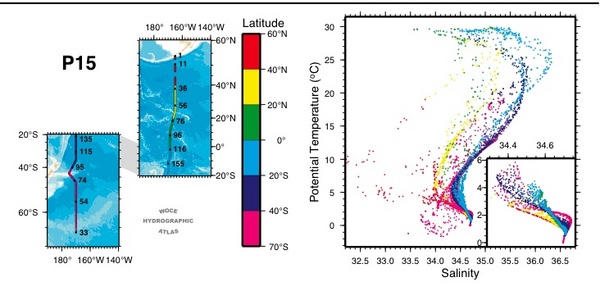 P15
180° 160°W 140°W
60°N
40°N
20°N
0°
20°S
1
11
36
56
76
96
116
155
20°S
40°S
60°S
135
115
95
74
54
33
180° 160°W 140°W
WOCE
HYDROGRAPHIC
ATLAS
Latitude
60°N
40°N
20°N
0°
20°S
40°S
70°S
Potential Temperature (°C)
30
25
20
15
10
5
0
32.5 33.0 33.5 34.0 34.5 35.0 35.5 36.0 36.5
Salinity
34.4 34.6
6
4
2
0